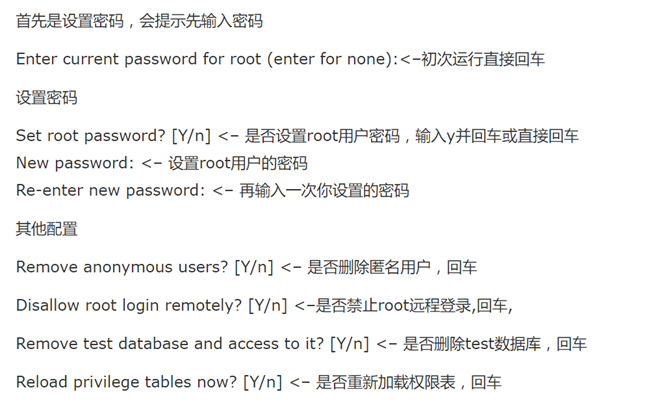 首先是设置密码，会提示先输入密码
Enter current password for root (enter for none):<–初次运行直接回车
设置密码
Set root password? [Y/n] <– 是否设置root用户密码，输入y并回车或直接回车
New password: <– 设置root用户的密码
Re-enter new password: <– 再输入一次你设置的密码
其他配置
Remove anonymous users? [Y/n] <– 是否删除匿名用户，回车
Disallow root login remotely? [Y/n] <–是否禁止root远程登录,回车,
Remove test database and access to it? [Y/n] <– 是否删除test数据库，回车
Reload privilege tables now? [Y/n] <– 是否重新加载权限表，回车